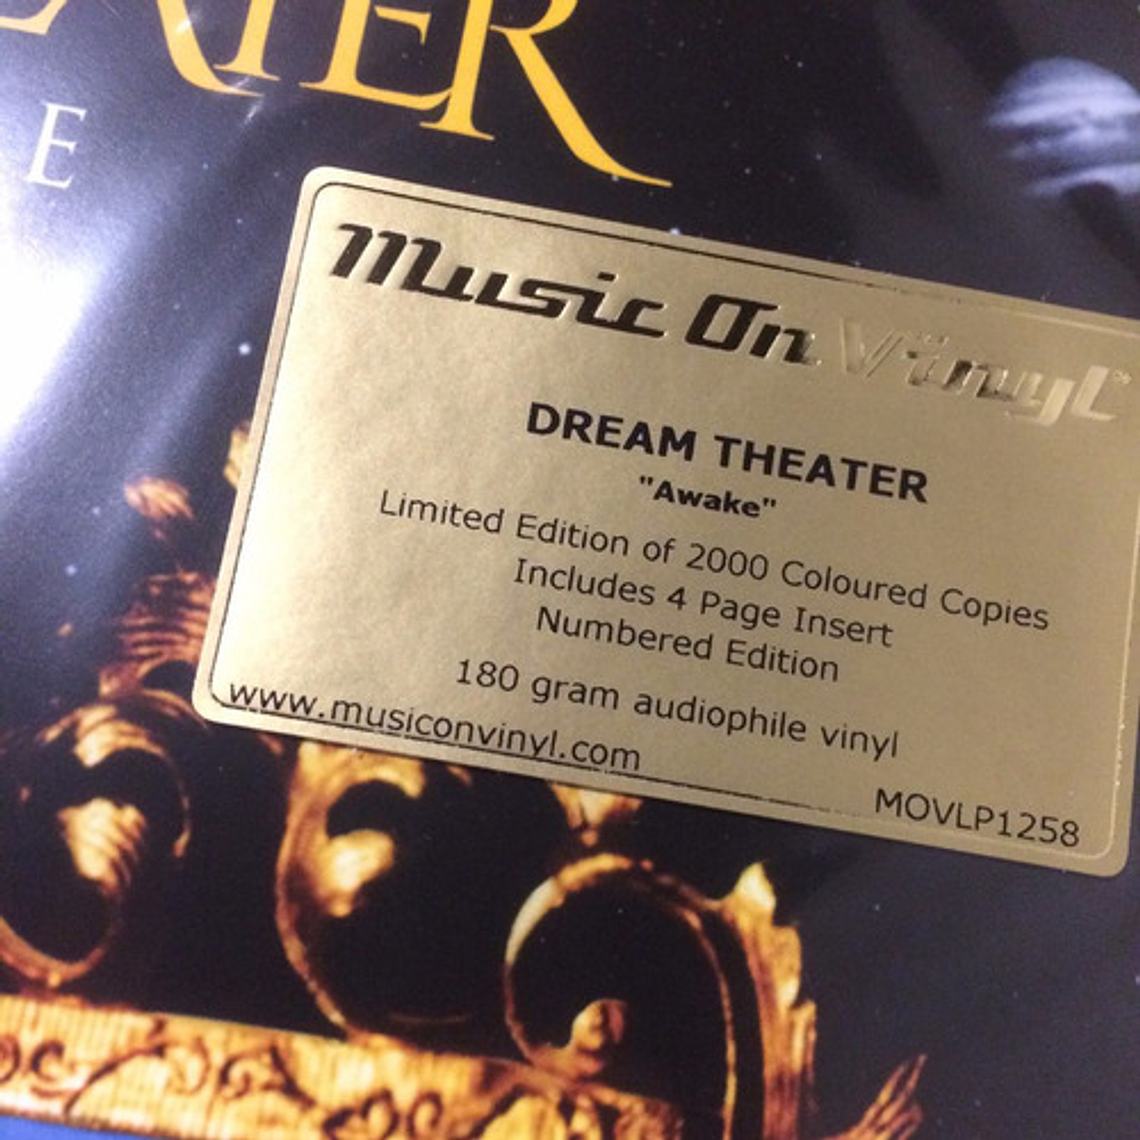 EATER
E
Music On Vinyl
DREAM THEATER
"Awake"
Limited Edition of 2000 Coloured Copies
Includes 4 Page Insert
Numbered Edition
180 gram audiophile vinyl
www.musiconvinyl.com
MOVLP1258